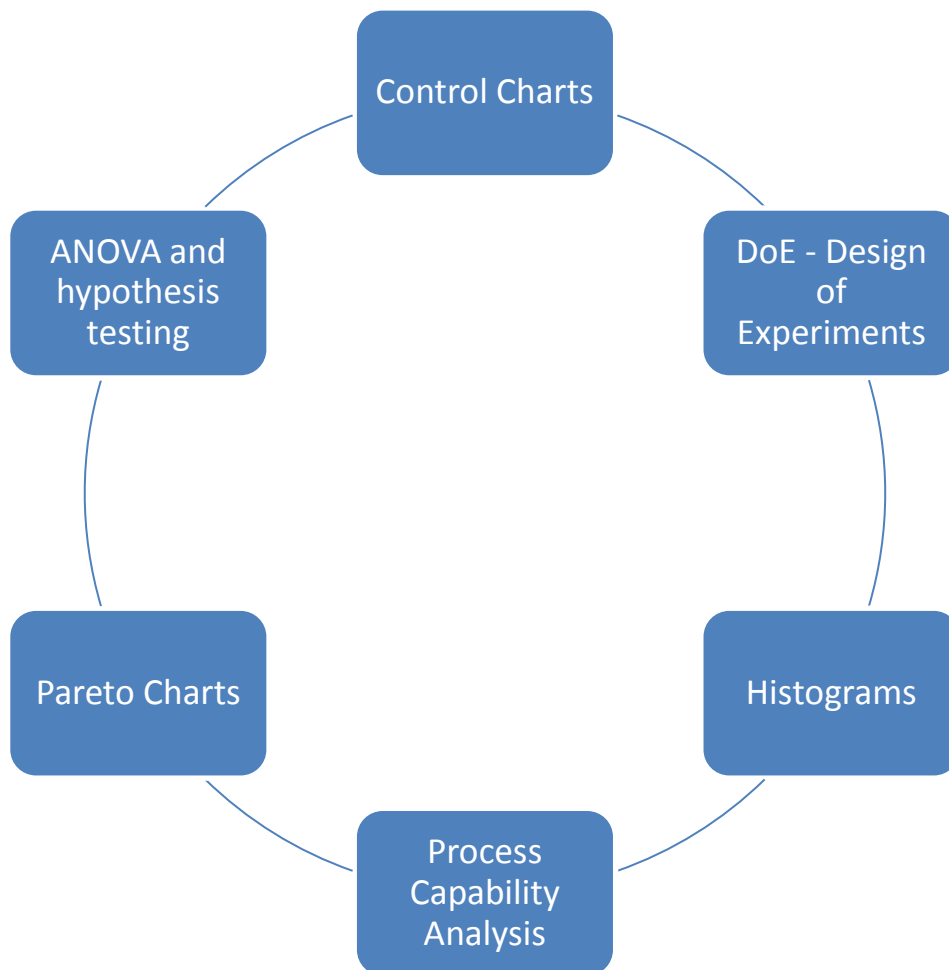 Control Charts
DoE - Design
of
Experiments
Histograms
Process
Capability
Analysis
Pareto Charts
ANOVA and
hypothesis
testing